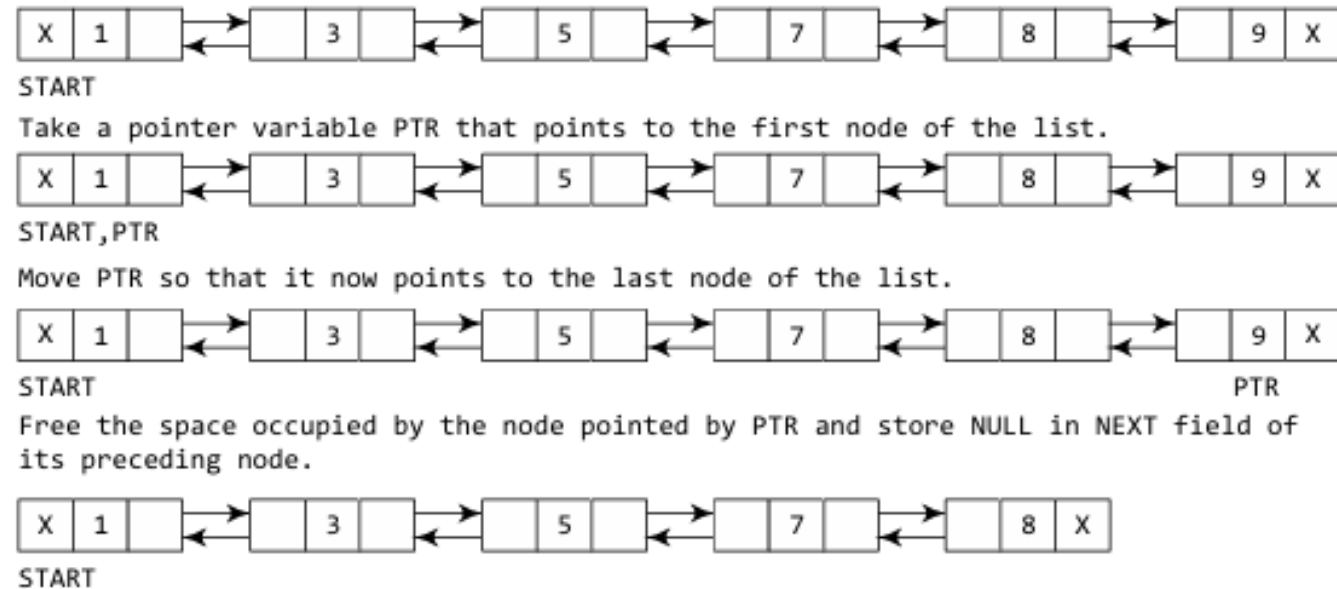 X 1 3 5 7 8 9 X
START
Take a pointer variable PTR that points to the first node of the list.
X 1 3 5 7 8 9 X
START,PTR
Move PTR so that it now points to the last node of the list.
X 1 3 5 7 8 9 X
START PTR
Free the space occupied by the node pointed by PTR and store NULL in NEXT field of
its preceding node.
X 1 3 5 7 8 X
START